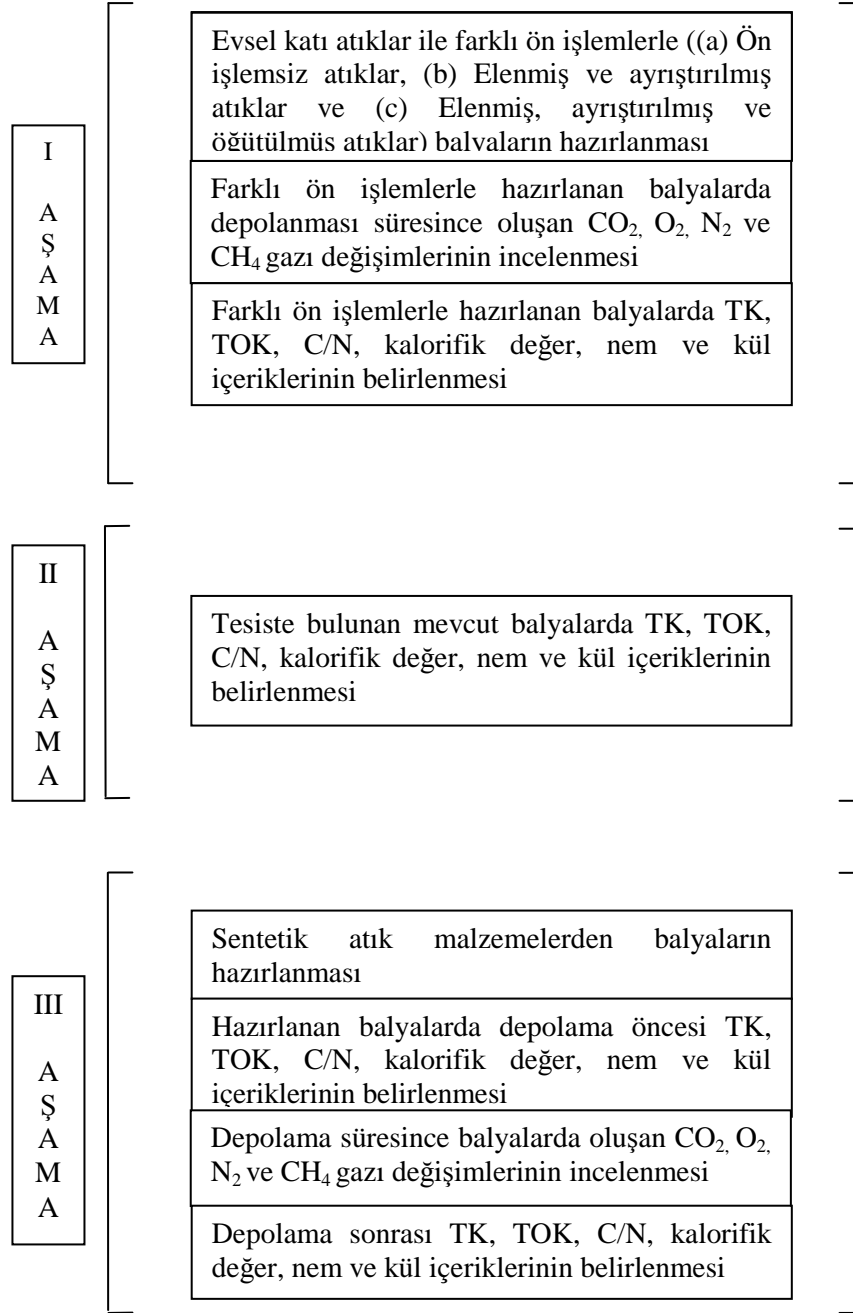 I
A
Ş
A
M
A
Evsel katı atıklar ile farklı ön işlemlerle ((a) Ön
işlemsiz atıklar, (b) Elenmiş ve ayrıştırılmış
atıklar ve (c) Elenmiş, ayrıştırılmış ve
öğütülmüş atıklar) balyaların hazırlanması
Farklı ön işlemlerle hazırlanan balyalarda
depolanması süresince oluşan CO₂, O₂, N₂ ve
CH₄ gazı değişimlerinin incelenmesi
Farklı ön işlemlerle hazırlanan balyalarda TK,
TOK, C/N, kalorifik değer, nem ve kül
içeriklerinin belirlenmesi
II
A
Ş
A
M
A
Tesiste bulunan mevcut balyalarda TK, TOK,
C/N, kalorifik değer, nem ve kül içeriklerinin
belirlenmesi
III
A
Ş
A
M
A
Sentetik atık malzemelerden balyaların
hazırlanması
Hazırlanan balyalarda depolama öncesi TK,
TOK, C/N, kalorifik değer, nem ve kül
içeriklerinin belirlenmesi
Depolama süresince balyalarda oluşan CO₂, O₂,
N₂ ve CH₄ gazı değişimlerinin incelenmesi
Depolama sonrası TK, TOK, C/N, kalorifik
değer, nem ve kül içeriklerinin belirlenmesi